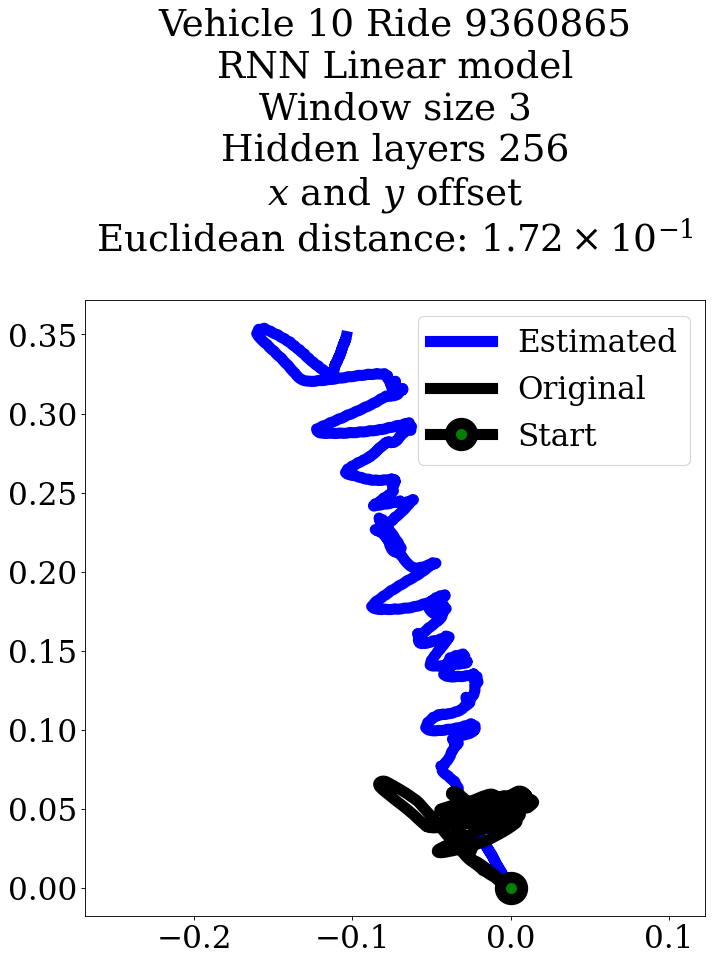 Vehicle 10 Ride 9360865
RNN Linear model
Window size 3
Hidden layers 256
x and y offset
Euclidean distance: 1.72 × 10⁻¹
Estimated
Original
Start
0.35
0.30
0.25
0.20
0.15
0.10
0.05
0.00
−0.2
−0.1
0.0
0.1